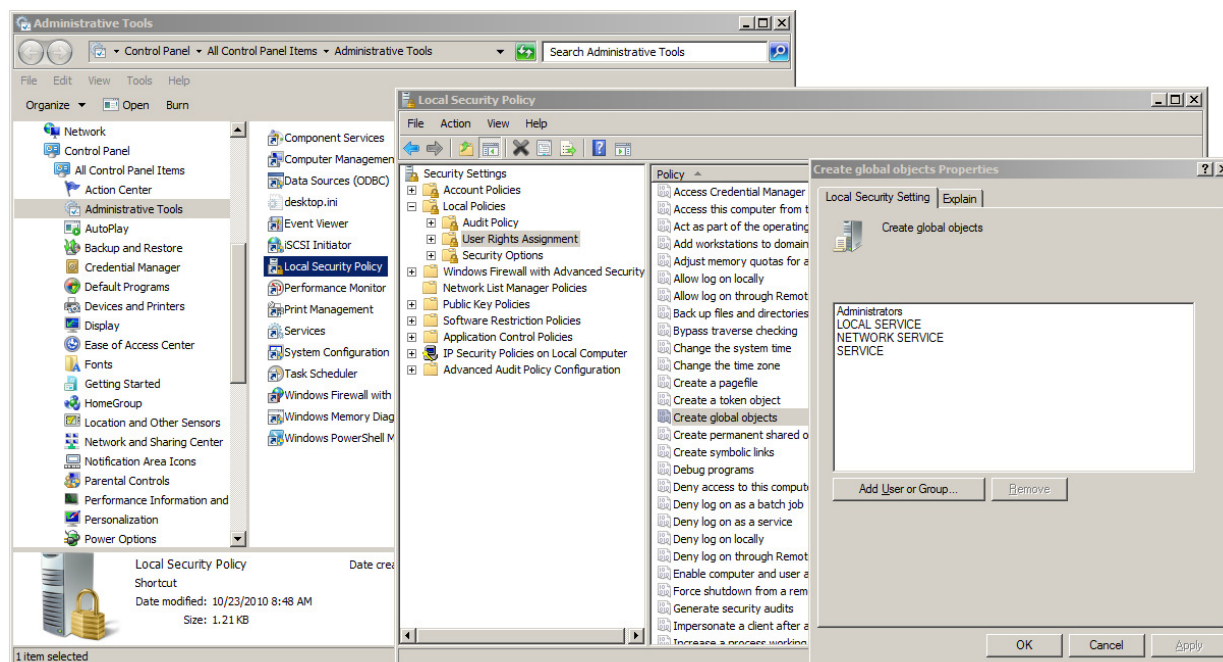 Administrative Tools
Control Panel All Control Panel Items Administrative Tools
Search Administrative Tools
File Edit View Tools Help
Organize Open Burn
Network
Control Panel
All Control Panel Items
Action Center
Administrative Tools
AutoPlay
Backup and Restore
Credential Manager
Default Programs
Devices and Printers
Display
Ease of Access Center
Fonts
Getting Started
HomeGroup
Location and Other Sensors
Network and Sharing Center
Notification Area Icons
Parental Controls
Performance Information and
Personalization
Power Options
Component Services
Computer Managemen
Data Sources (ODBC)
desktop.ini
Event Viewer
iSCSI Initiator
Local Security Policy
Performance Monitor
Print Management
Services
System Configuration
Task Scheduler
Windows Firewall with
Windows Memory Diag
Windows PowerShell M
Local Security Policy
Date crea
Shortcut
Date modified: 10/23/2010 8:48 AM
Size: 1.21 KB
1 item selected
Local Security Policy
File Action View Help
Security Settings
Account Policies
Local Policies
Audit Policy
User Rights Assignment
Security Options
Windows Firewall with Advanced Security
Network List Manager Policies
Public Key Policies
Software Restriction Policies
Application Control Policies
IP Security Policies on Local Computer
Advanced Audit Policy Configuration
Policy
Access Credential Manager
Access this computer from t
Act as part of the operating
Add workstations to domain
Adjust memory quotas for a
Allow log on locally
Allow log on through Remot
Back up files and directories
Bypass traverse checking
Change the system time
Change the time zone
Create a pagefile
Create a token object
Create global objects
Create permanent shared o
Create symbolic links
Debug programs
Deny access to this comput
Deny log on as a batch job
Deny log on as a service
Deny log on locally
Deny log on through Remot
Enable computer and user a
Force shutdown from a rem
Generate security audits
Impersonate a client after a
Increase a process working
Create global objects Properties
Local Security Setting Explain
Create global objects
Administrators
LOCAL SERVICE
NETWORK SERVICE
SERVICE
Add User or Group... Remove
OK Cancel Apply